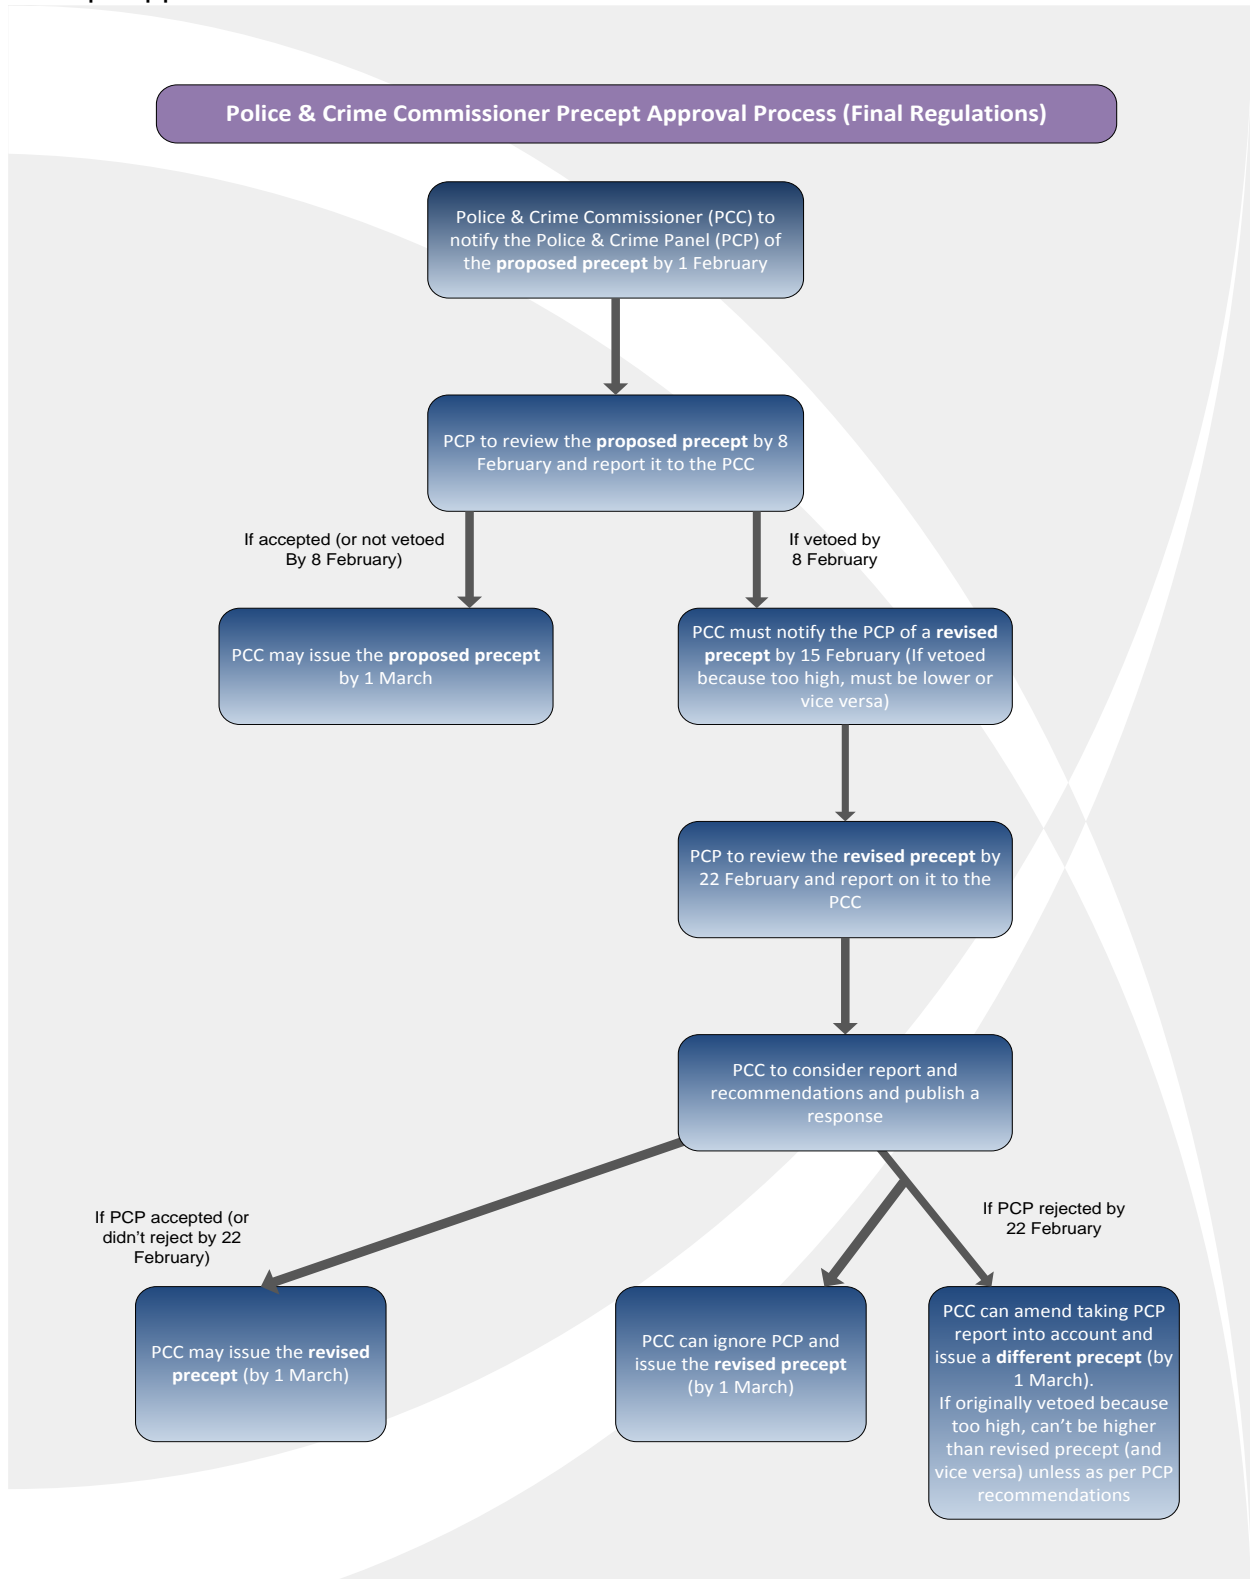 Police & Crime Commissioner Precept Approval Process (Final Regulations)
Police & Crime Commissioner (PCC) to
notify the Police & Crime Panel (PCP) of
the proposed precept by 1 February
PCP to review the proposed precept by 8
February and report it to the PCC
If accepted (or not vetoed
By 8 February)
If vetoed by
8 February
PCC may issue the proposed precept
by 1 March
PCC must notify the PCP of a revised
precept by 15 February (If vetoed
because too high, must be lower or
vice versa)
PCP to review the revised precept by
22 February and report on it to the
PCC
PCC to consider report and
recommendations and publish a
response
If PCP accepted (or
didn’t reject by 22
February)
If PCP rejected by
22 February
PCC may issue the revised
precept (by 1 March)
PCC can ignore PCP and
issue the revised precept
(by 1 March)
PCC can amend taking PCP
report into account and
issue a different precept (by
1 March).
If originally vetoed because
too high, can’t be higher
than revised precept (and
vice versa) unless as per PCP
recommendations